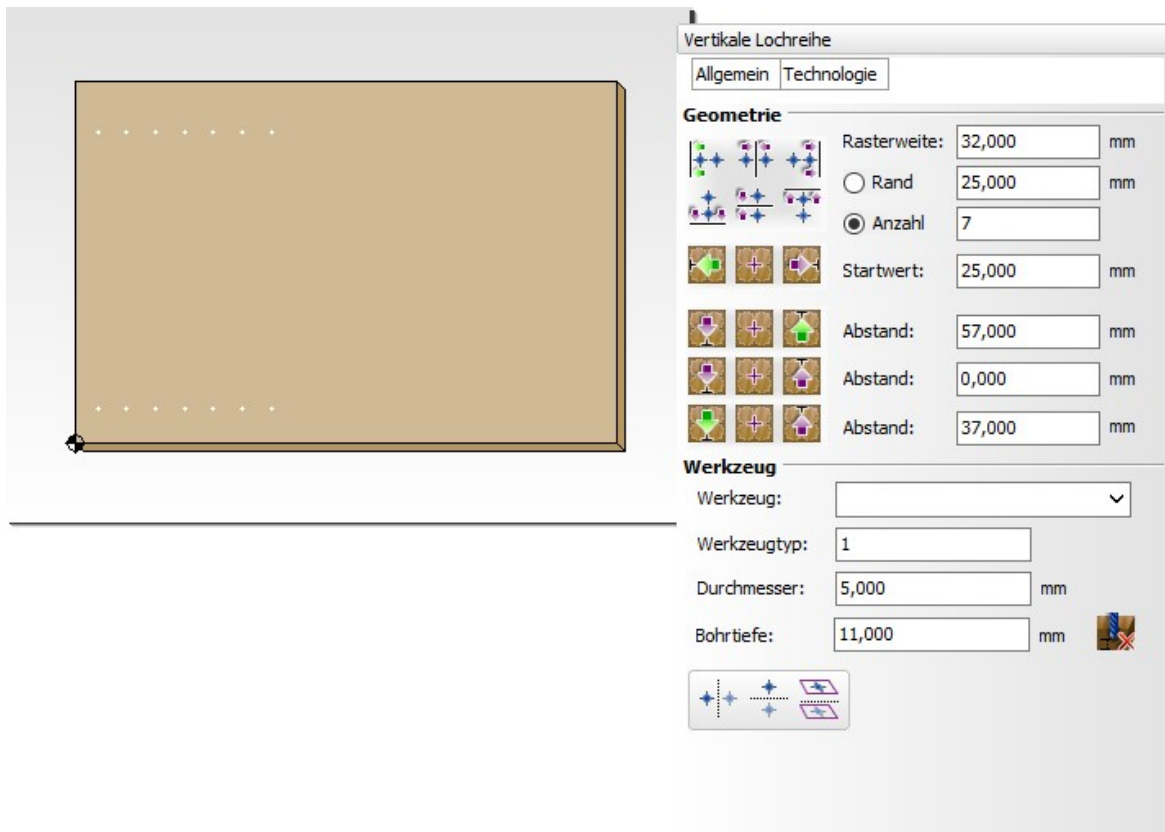 Vertikale Lochreihe
Allgemein Technologie
Geometrie
Rasterweite: 32,000 mm
Rand 25,000 mm
Anzahl 7
Startwert: 25,000 mm
Abstand: 57,000 mm
Abstand: 0,000 mm
Abstand: 37,000 mm
Werkzeug
Werkzeug:
Werkzeugtyp: 1
Durchmesser: 5,000 mm
Bohrtiefe: 11,000 mm